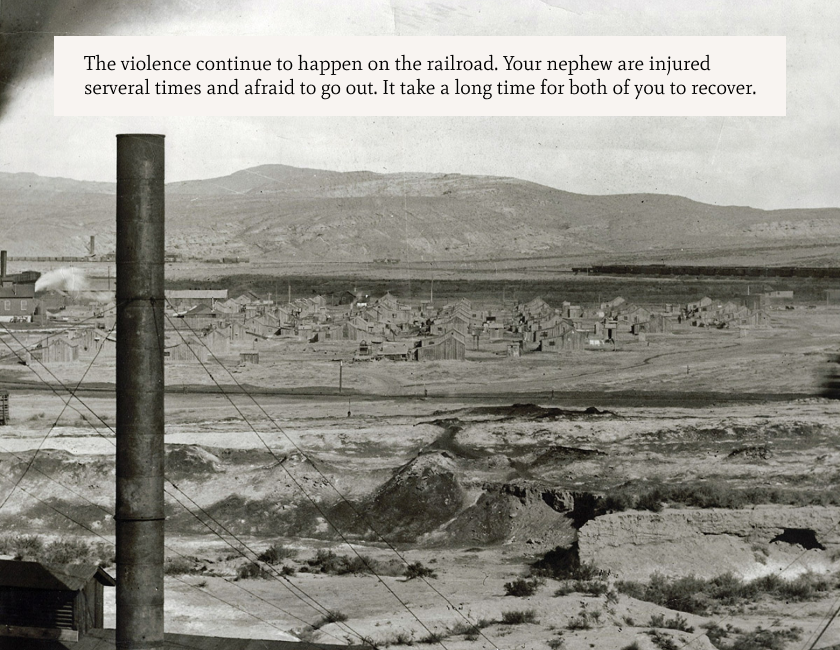 The violence continue to happen on the railroad. Your nephew are injured
serveral times and afraid to go out. It take a long time for both of you to recover.